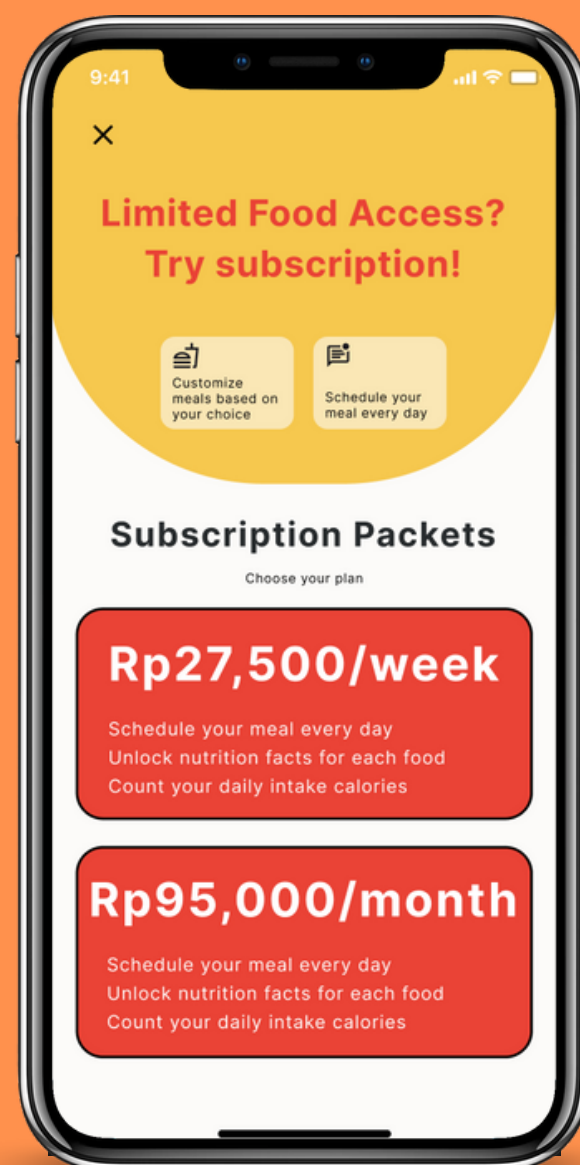 9:41
Limited Food Access?
Try subscription!
Customize
meals based on
your choice
Schedule your
meal every day
Subscription Packets
Choose your plan
Rp27,500/week
Schedule your meal every day
Unlock nutrition facts for each food
Count your daily intake calories
Rp95,000/month
Schedule your meal every day
Unlock nutrition facts for each food
Count your daily intake calories